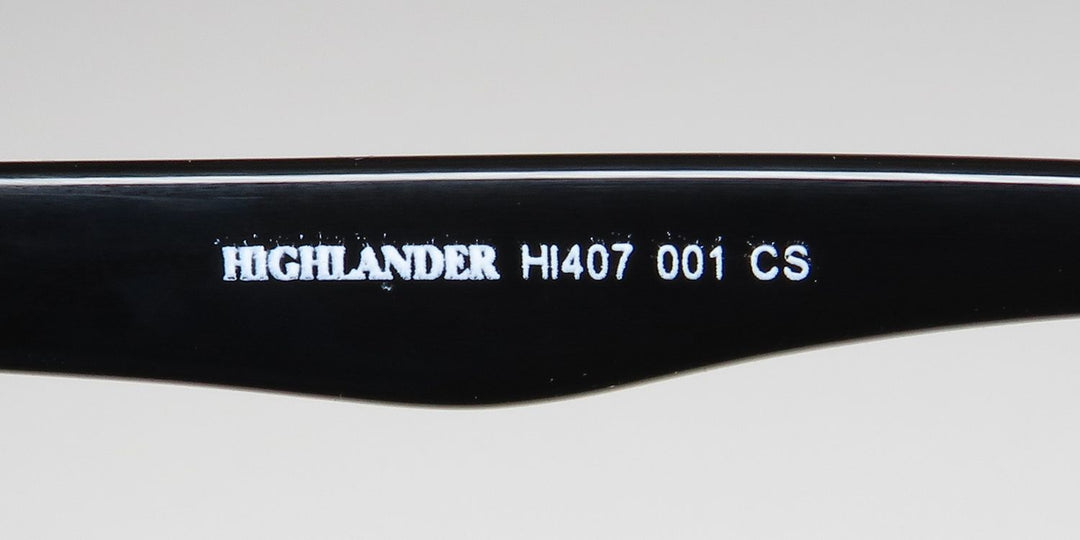 HIGHLANDER HI407 001 CS